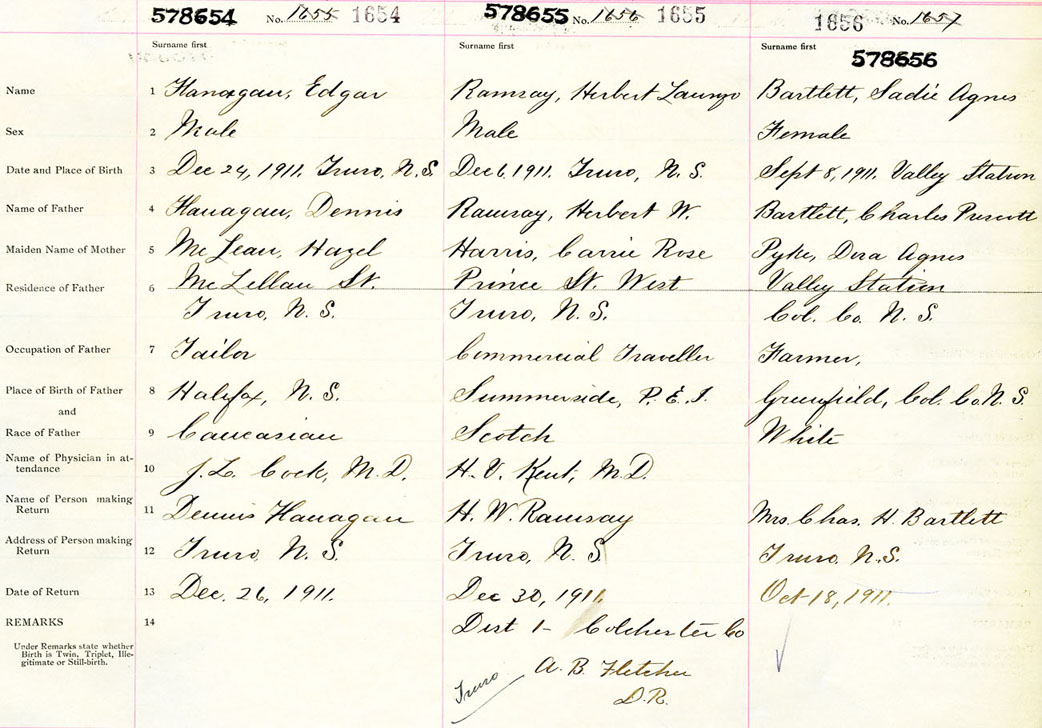 578654 No. 1655 1654 578655 No. 1656 1655 1656 No. 1657
Surname first Surname first Surname first 578656
Name 1 Hanagan, Edgar Ramsay, Herbert Bartlett, Sadie Agnes
Sex 2 Male Male Female
Date and Place of Birth 3 Dec 24, 1911. Truro, N.S. Dec 6, 1911. Truro, N.S. Sept 8, 1911. Valley Station
Name of Father 4 Hanagan, Dennis Ramsay, Herbert W. Bartlett, Charles Prescott
Maiden Name of Mother 5 McLean, Hazel Harris, Carrie Rose Pyke, Dora Agnes
Residence of Father 6 McLellan St. Prince St. West Valley Station
Truro, N.S. Truro, N.S. Col. Co. N.S.
Occupation of Father 7 Tailor Commercial Traveller Farmer,
Place of Birth of Father 8 Halifax, N.S. Summerside, P.E.I. Greenfield, Col. Co. N.S.
and
Race of Father 9 Caucasian Scotch White
Name of Physician in at-
tendance 10 J.L. Cock, M.D. H.V. Kent, M.D.
Name of Person making
Return 11 Dennis Hanagan H.W. Ramsay Mrs. Chas. H. Bartlett
Address of Person making
Return 12 Truro, N.S. Truro, N.S. Truro, N.S.
Date of Return 13 Dec. 26, 1911. Dec 30, 1911. Oct 18, 1911.
REMARKS 14 Dist 1 - Colchester Co
Under Remarks state whether
Birth is Twin, Triplet, Ille-
gitimate or Still-birth.
Truro A.B. Fletcher
D.R.